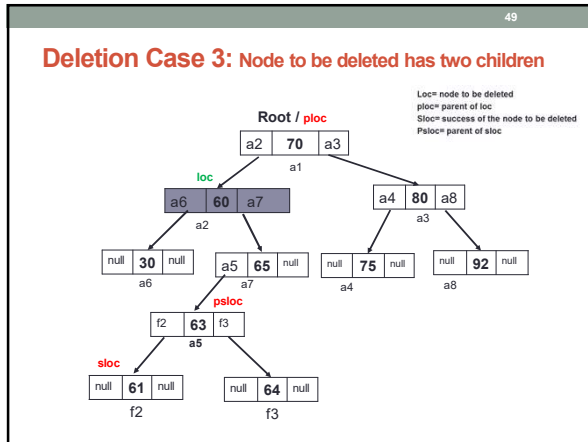 49
Deletion Case 3: Node to be deleted has two children
Loc= node to be deleted
ploc= parent of loc
Sloc= success of the node to be deleted
Psloc= parent of sloc
Root / ploc
a2 70 a3
a1
loc
a6 60 a7
a2
a4 80 a8
a3
null 30 null
a6
a5 65 null
a7
null 75 null
a4
null 92 null
a8
psloc
f2 63 f3
a5
sloc
null 61 null
f2
null 64 null
f3